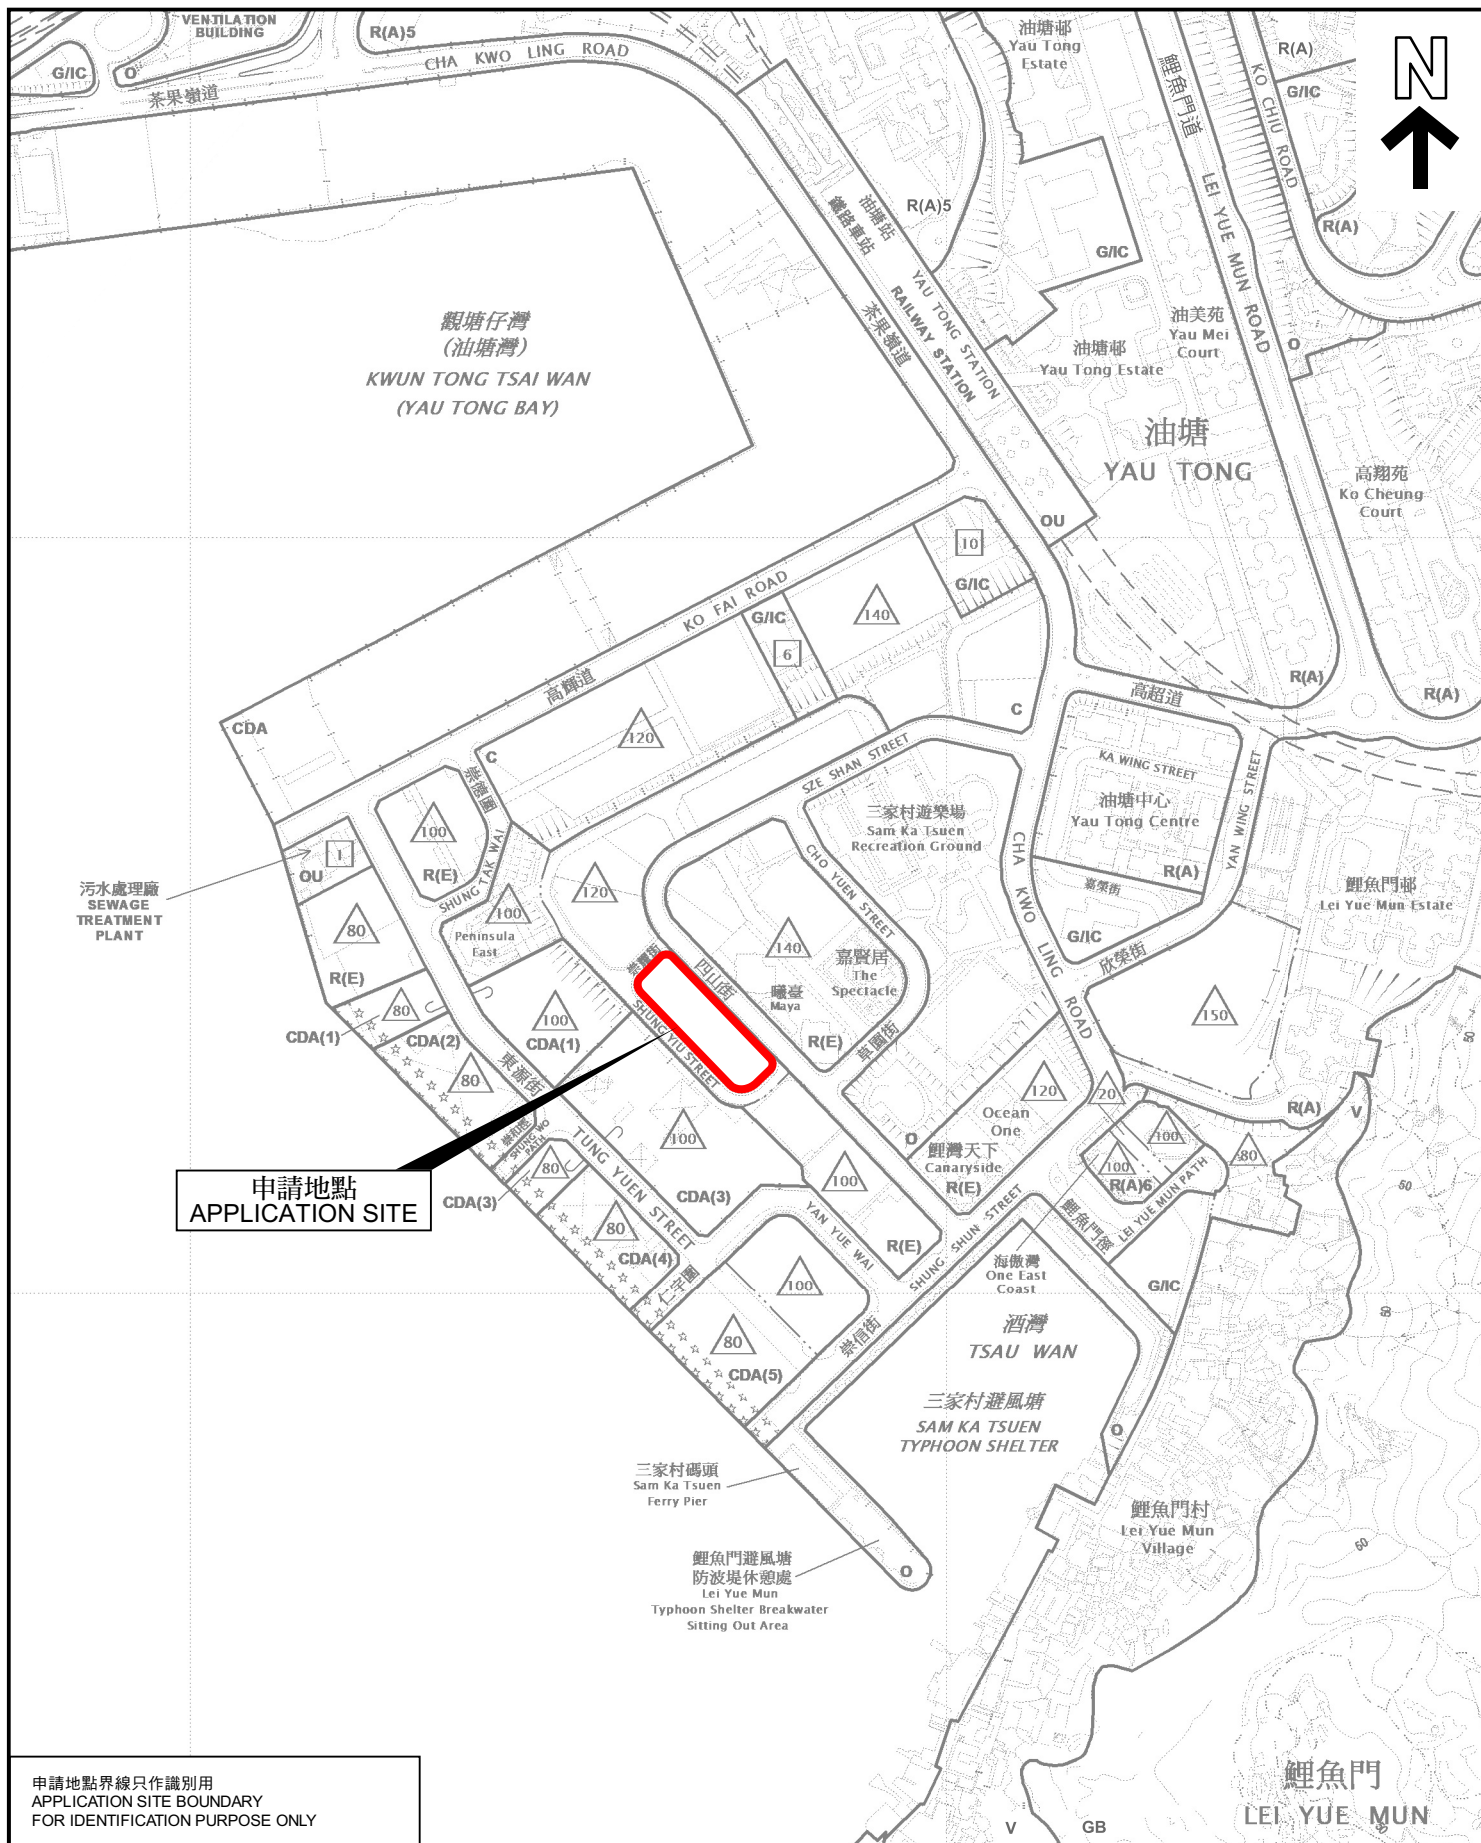 VENTILATION
BUILDING
R(A)5
G/IC
O
茶果嶺道
CHA KWO LING ROAD
油塘邨
Yau Tong
Estate
鯉魚門道
LEI YUE MUN ROAD
R(A)
G/IC
KO CHIU ROAD
R(A)
N
R(A)5
G/IC
油塘站
鐵路車站
YAU TONG STATION
RAILWAY STATION
茶果嶺道
觀塘仔灣
(油塘灣)
KWUN TONG TSAI WAN
(YAU TONG BAY)
油塘邨
Yau Tong Estate
油美苑
Yau Mei
Court
O
油塘
YAU TONG
高翔苑
Ko Cheung
Court
OU
10
G/IC
KO FAI ROAD
高輝道
G/IC
6
140
120
CDA
C
C
高超道
R(A)
R(A)
崇德圍
SHUNG TAK WAI
100
R(E)
1
OU
污水處理廠
SEWAGE
TREATMENT
PLANT
80
R(E)
SZE SHAN STREET
三家村遊樂場
Sam Ka Tsuen
Recreation Ground
KA WING STREET
油塘中心
Yau Tong Centre
R(A)
YAN WING STREET
CHA KWO LING ROAD
嘉榮街
G/IC
欣榮街
鯉魚門邨
Lei Yue Mun Estate
120
100
Peninsula
East
CHO YUEN STREET
140
嘉賢居
The
Spectacle
曦臺
Maya
R(E)
草園街
四山街
崇耀街
SHUNG YIU STREET
150
R(A)
V
CDA(1)
80
CDA(2)
80
100
CDA(1)
東源街
TUNG YUEN STREET
崇和徑
SHUNG WO
PATH
80
CDA(3)
100
CDA(3)
80
CDA(4)
仁宇圍
YAN YUE WAI
100
R(E)
120
Ocean
One
O
鯉灣天下
Canaryside
R(E)
20
100
100
R(A)6
80
鯉魚門徑
LEI YUE MUN PATH
SHUNG SHUN STREET
崇信街
海傲灣
One East
Coast
G/IC
申請地點
APPLICATION SITE
100
80
CDA(5)
酒灣
TSAU WAN
三家村避風塘
SAM KA TSUEN
TYPHOON SHELTER
O
三家村碼頭
Sam Ka Tsuen
Ferry Pier
鯉魚門避風塘
防波堤休憩處
Lei Yue Mun
Typhoon Shelter Breakwater
Sitting Out Area
O
鯉魚門村
Lei Yue Mun
Village
50
50
60
60
80
鯉魚門
LEI YUE MUN
V
GB
申請地點界線只作識別用
APPLICATION SITE BOUNDARY
FOR IDENTIFICATION PURPOSE ONLY